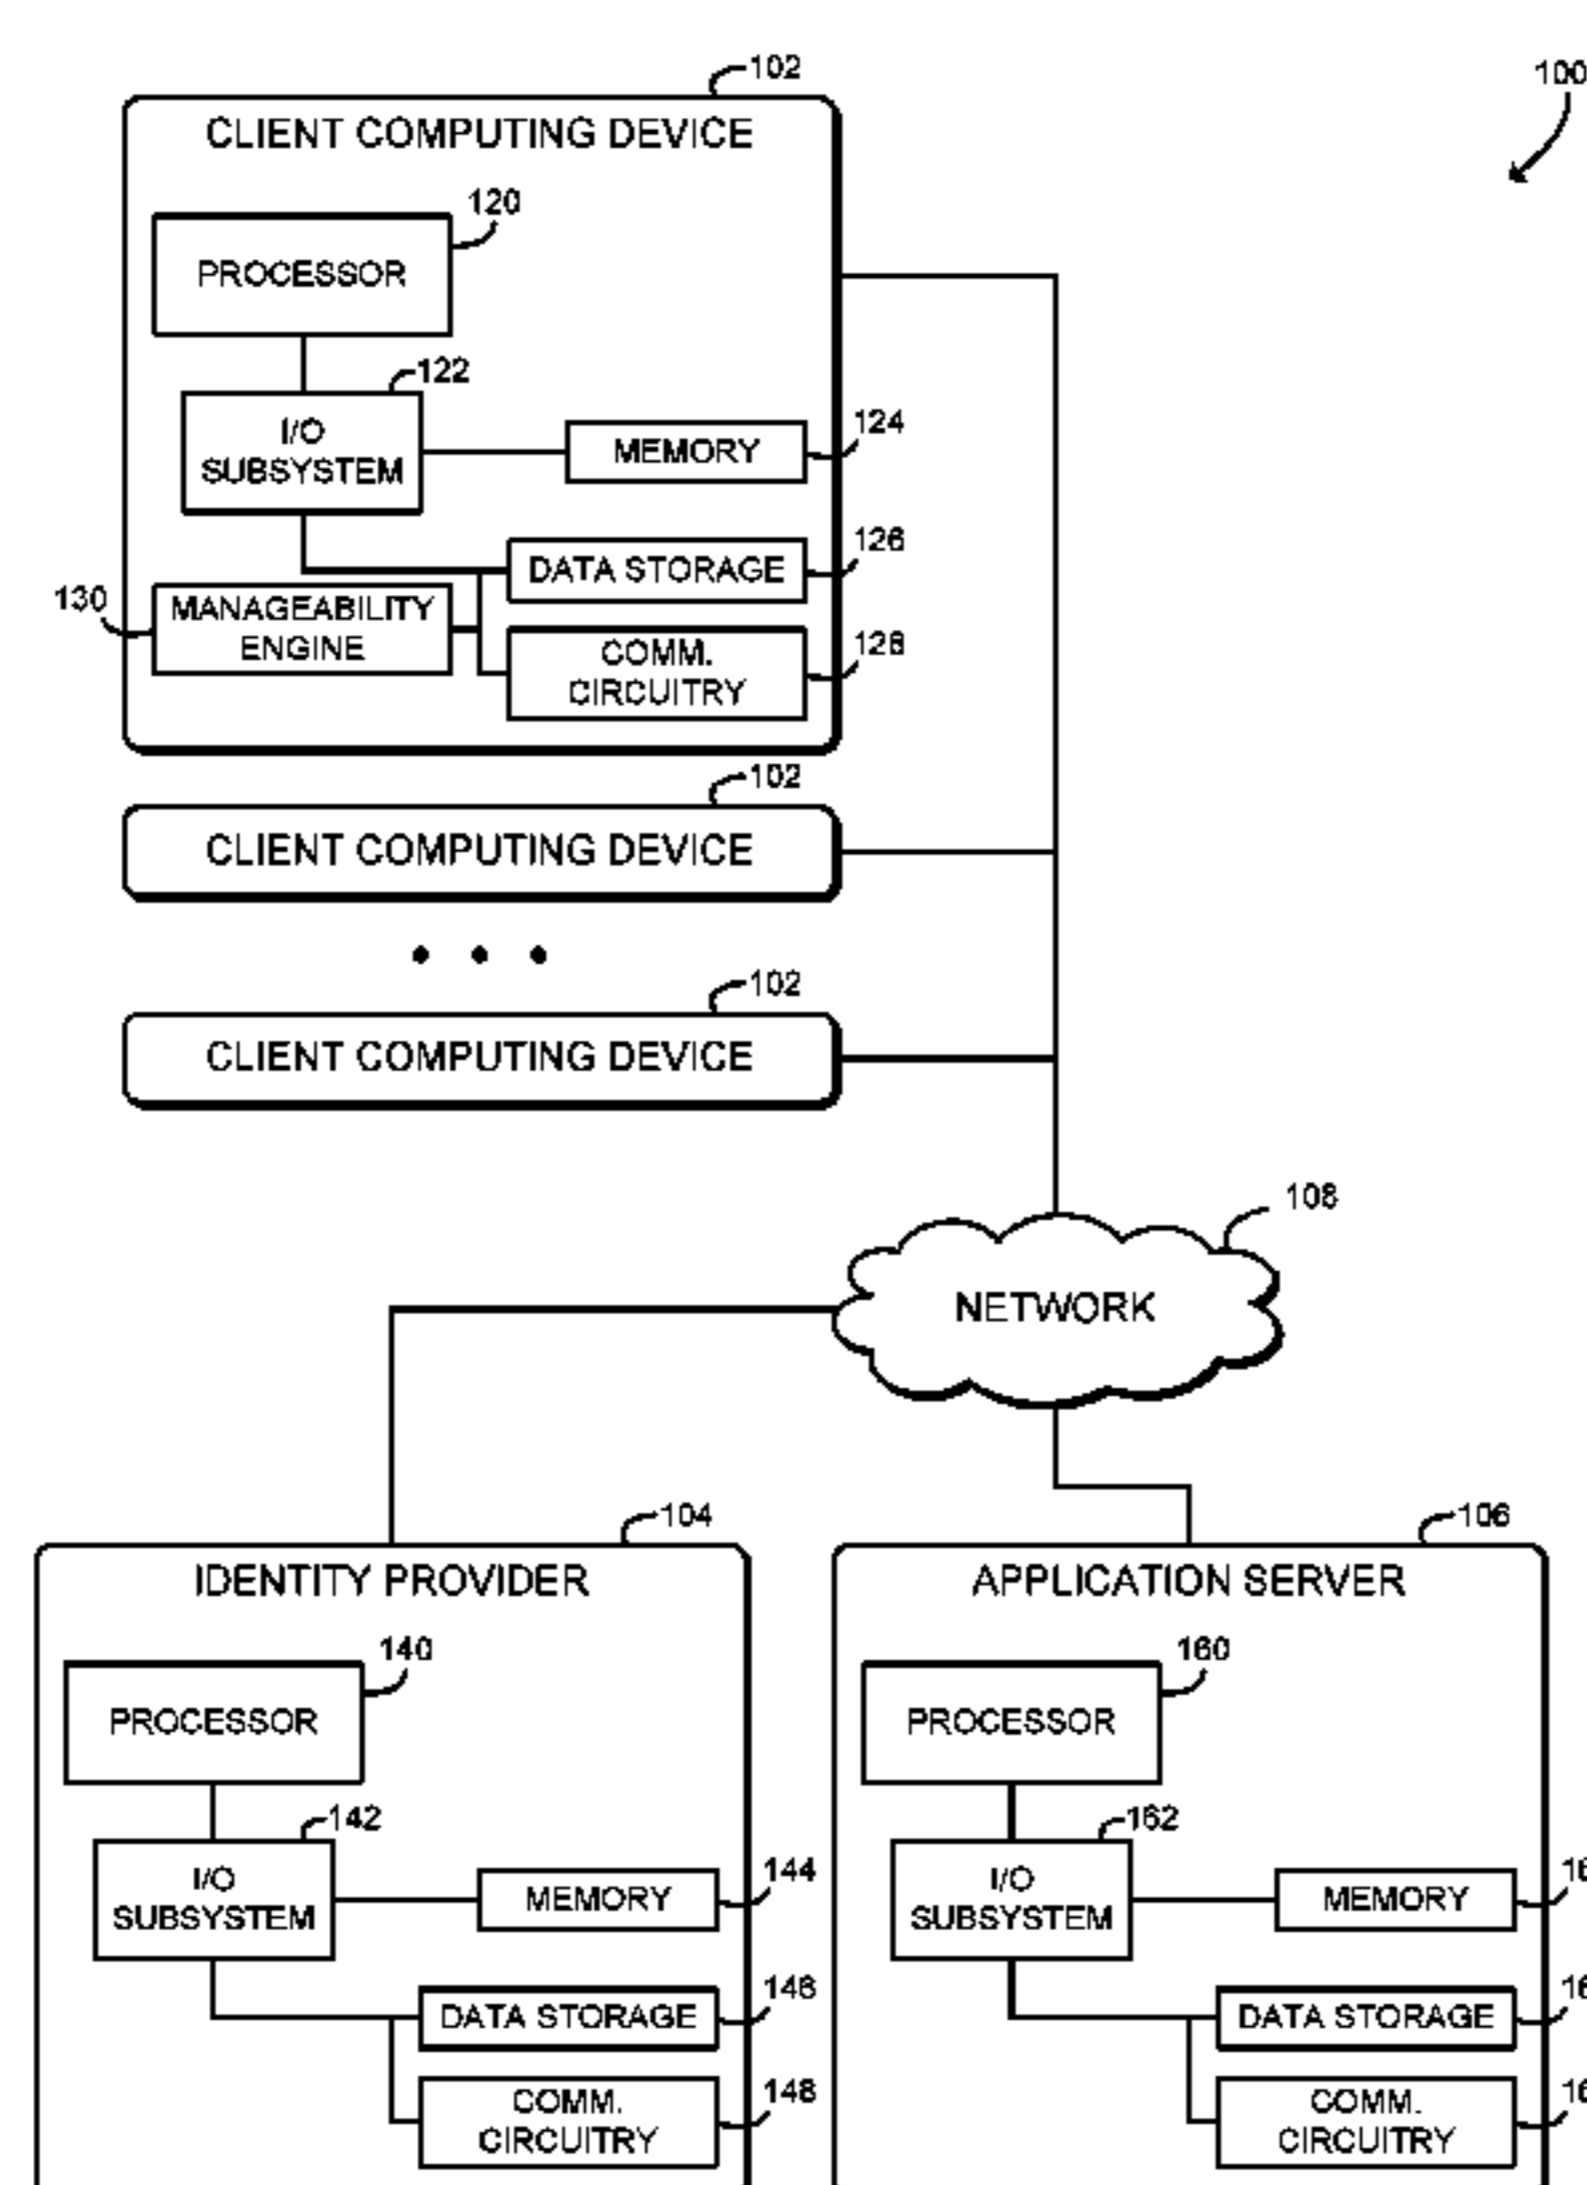 100
102
CLIENT COMPUTING DEVICE
120
PROCESSOR
122
I/O
SUBSYSTEM
124
MEMORY
126
DATA STORAGE
130
MANAGEABILITY
ENGINE
128
COMM.
CIRCUITRY
102
CLIENT COMPUTING DEVICE
102
CLIENT COMPUTING DEVICE
108
NETWORK
104
IDENTITY PROVIDER
140
PROCESSOR
142
I/O
SUBSYSTEM
144
MEMORY
146
DATA STORAGE
148
COMM.
CIRCUITRY
106
APPLICATION SERVER
160
PROCESSOR
162
I/O
SUBSYSTEM
MEMORY
DATA STORAGE
COMM.
CIRCUITRY